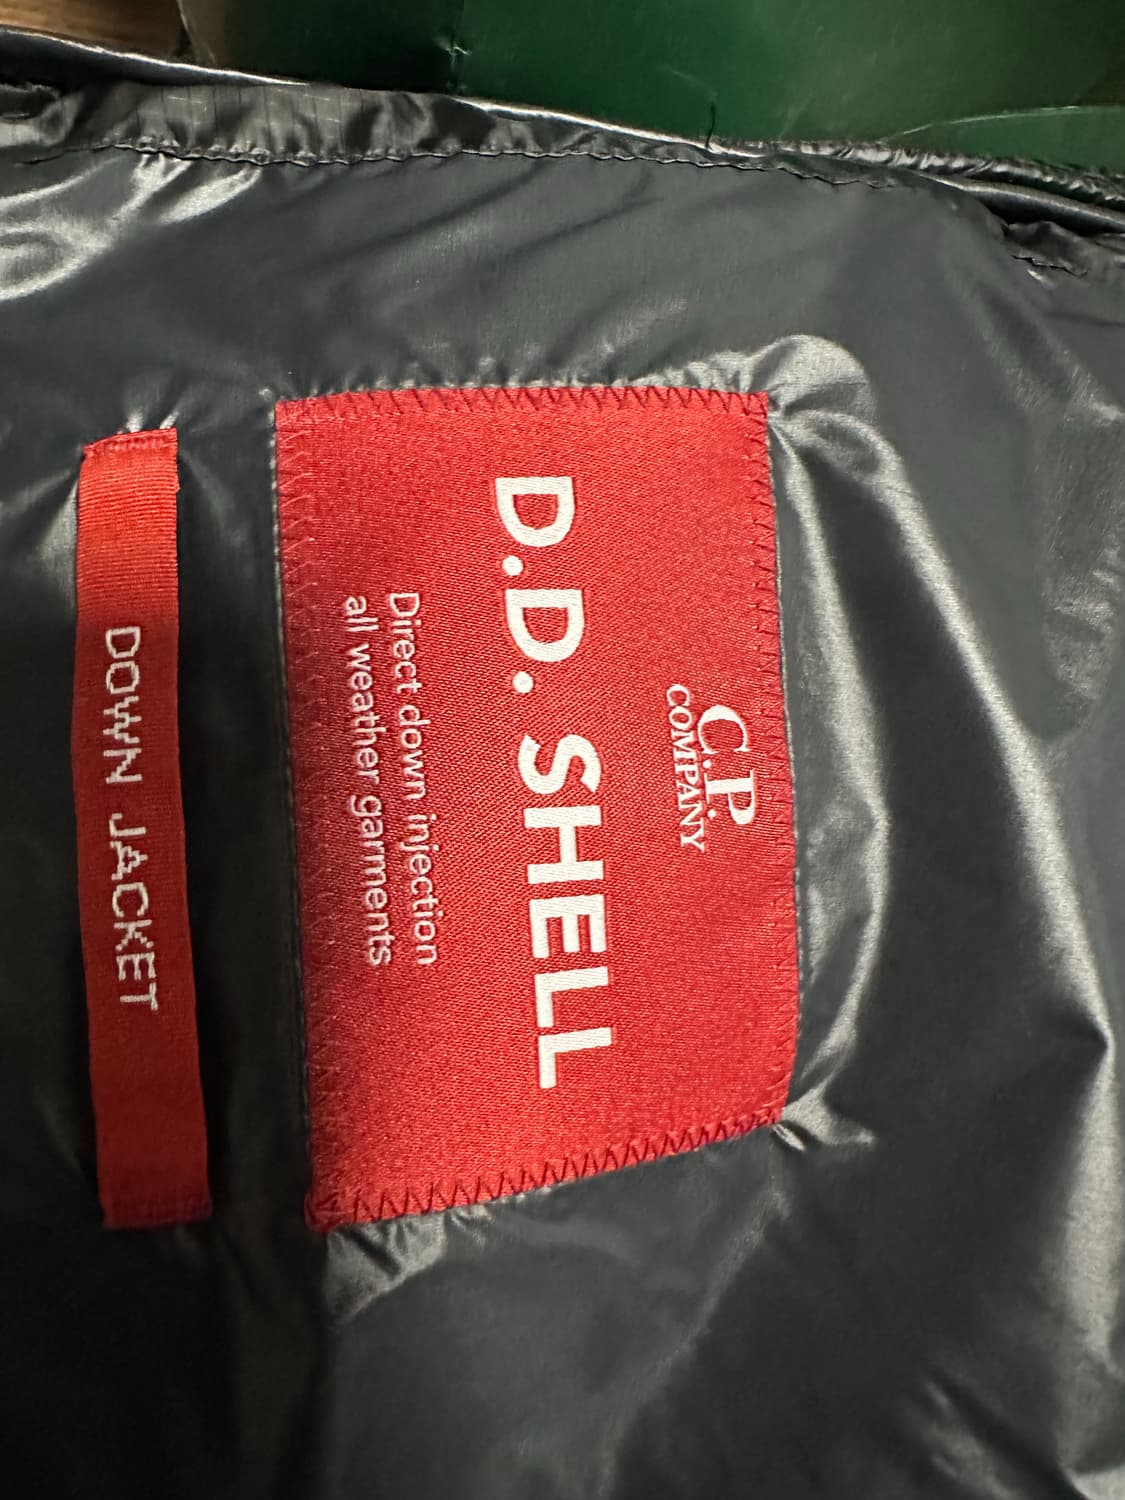 C.P.
COMPANY
D.D. SHELL
Direct down injection
all weather garments
DOWN JACKET